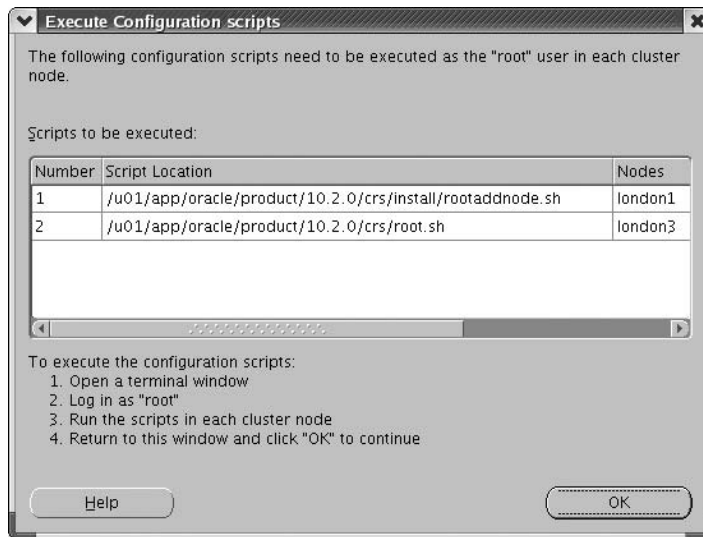 Execute Configuration scripts
The following configuration scripts need to be executed as the "root" user in each cluster
node.
Scripts to be executed:
Number Script Location Nodes
1 /u01/app/oracle/product/10.2.0/crs/install/rootaddnode.sh london1
2 /u01/app/oracle/product/10.2.0/crs/root.sh london3
To execute the configuration scripts:
1. Open a terminal window
2. Log in as "root"
3. Run the scripts in each cluster node
4. Return to this window and click "OK" to continue
Help OK